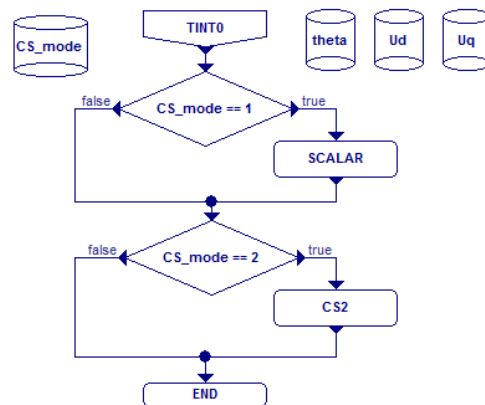 CS_mode
TINT0
theta
Ud
Uq
false
CS_mode == 1
true
SCALAR
false
CS_mode == 2
true
CS2
END